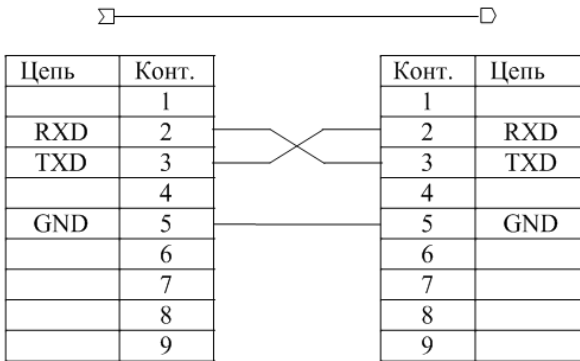 Цепь Конт. Конт. Цепь
1 1
RXD 2 2 RXD
TXD 3 3 TXD
4 4
GND 5 5 GND
6 6
7 7
8 8
9 9